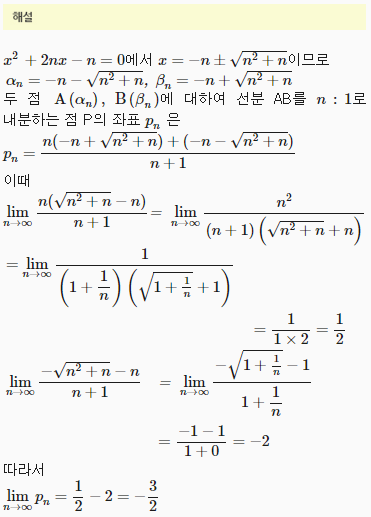 해설
x² + 2nx − n = 0에서 x = −n ± √(n² + n)이므로
αₙ = −n − √(n² + n), βₙ = −n + √(n² + n)
두 점 A(αₙ), B(βₙ)에 대하여 선분 AB를 n : 1로
내분하는 점 P의 좌표 pₙ 은
pₙ = (n(−n + √(n² + n)) + (−n − √(n² + n)))/(n + 1)
이때
lim_{n→∞} n(√(n² + n) − n)/(n + 1) = lim_{n→∞} n²/((n + 1)(√(n² + n) + n))
= lim_{n→∞} 1/((1 + 1/n)(√(1 + 1/n) + 1))
= 1/(1 × 2) = 1/2
lim_{n→∞} (−√(n² + n) − n)/(n + 1) = lim_{n→∞} (−√(1 + 1/n) − 1)/(1 + 1/n)
= (−1 − 1)/(1 + 0) = −2
따라서
lim_{n→∞} pₙ = 1/2 − 2 = −3/2